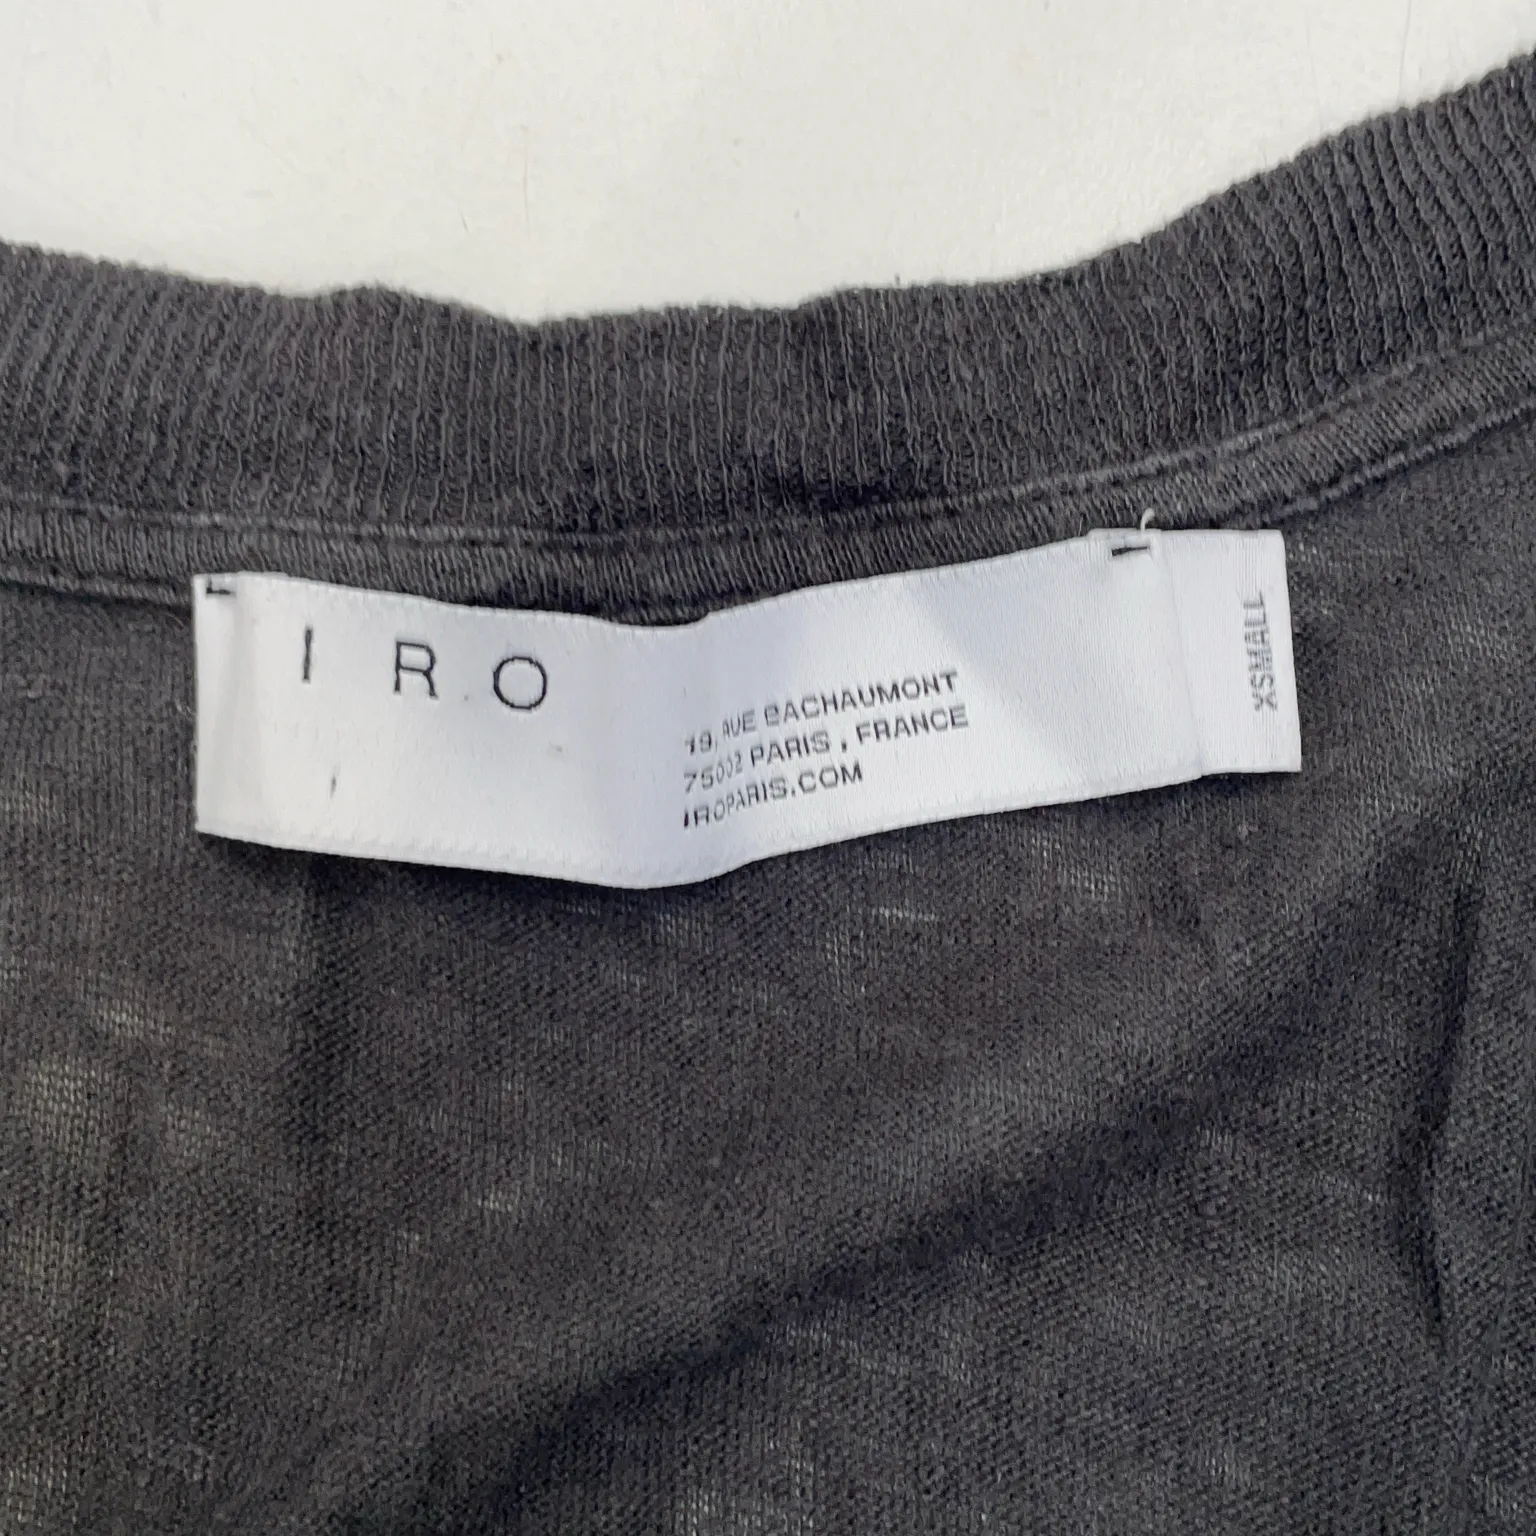 IRO
19, RUE BACHAUMONT
75002 PARIS , FRANCE
IROPARIS.COM
XSMALL